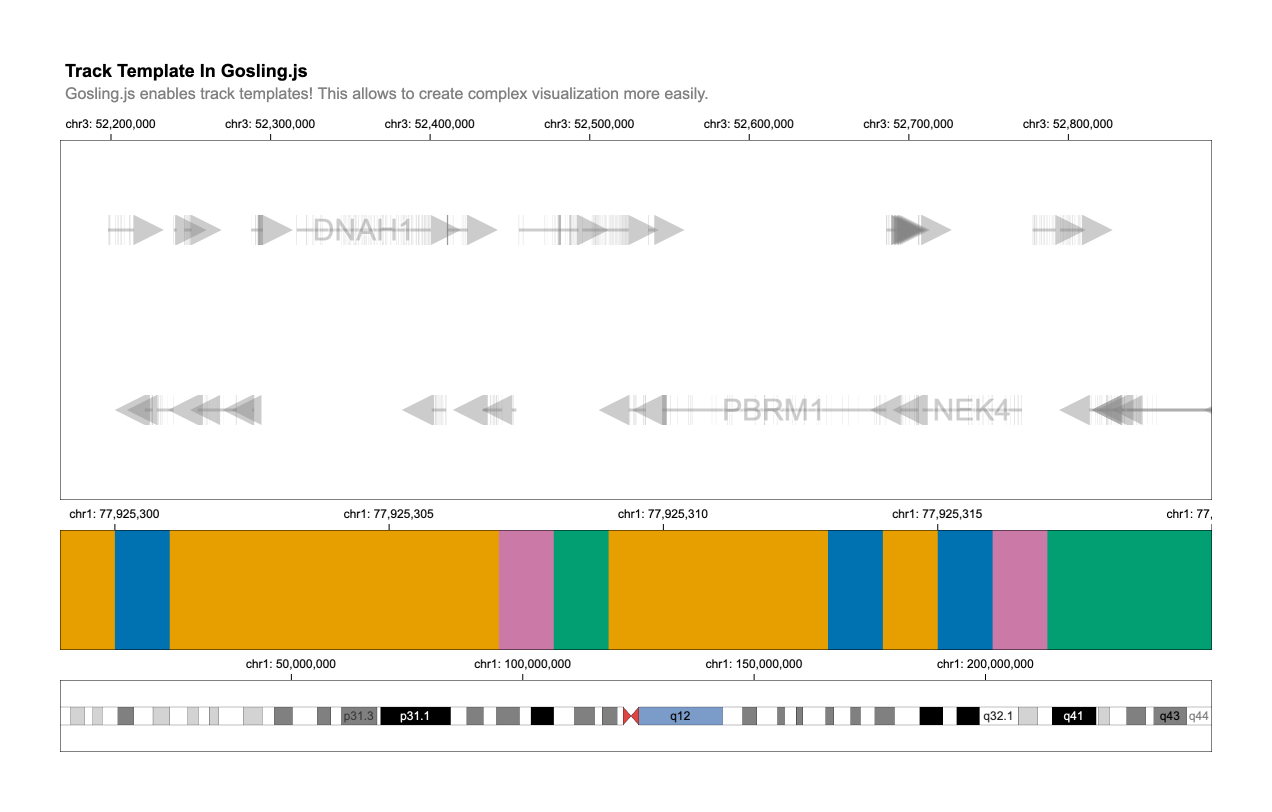 Track Template In Gosling.js
Gosling.js enables track templates! This allows to create complex visualization more easily.
chr3: 52,200,000 chr3: 52,300,000 chr3: 52,400,000 chr3: 52,500,000 chr3: 52,600,000 chr3: 52,700,000 chr3: 52,800,000
DNAH1
PBRM1 NEK4
chr1: 77,925,300 chr1: 77,925,305 chr1: 77,925,310 chr1: 77,925,315 chr1: 77,
chr1: 50,000,000 chr1: 100,000,000 chr1: 150,000,000 chr1: 200,000,000
p31.3 p31.1 q12 q32.1 q41 q43 q44